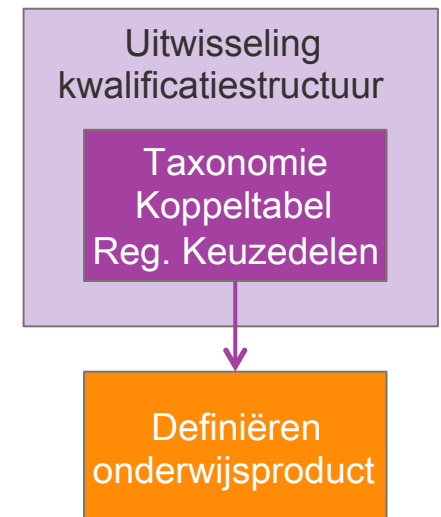 Uitwisseling
kwalificatiestructuur
Taxonomie
Koppeltabel
Reg. Keuzedelen
Definiëren
onderwijsproduct